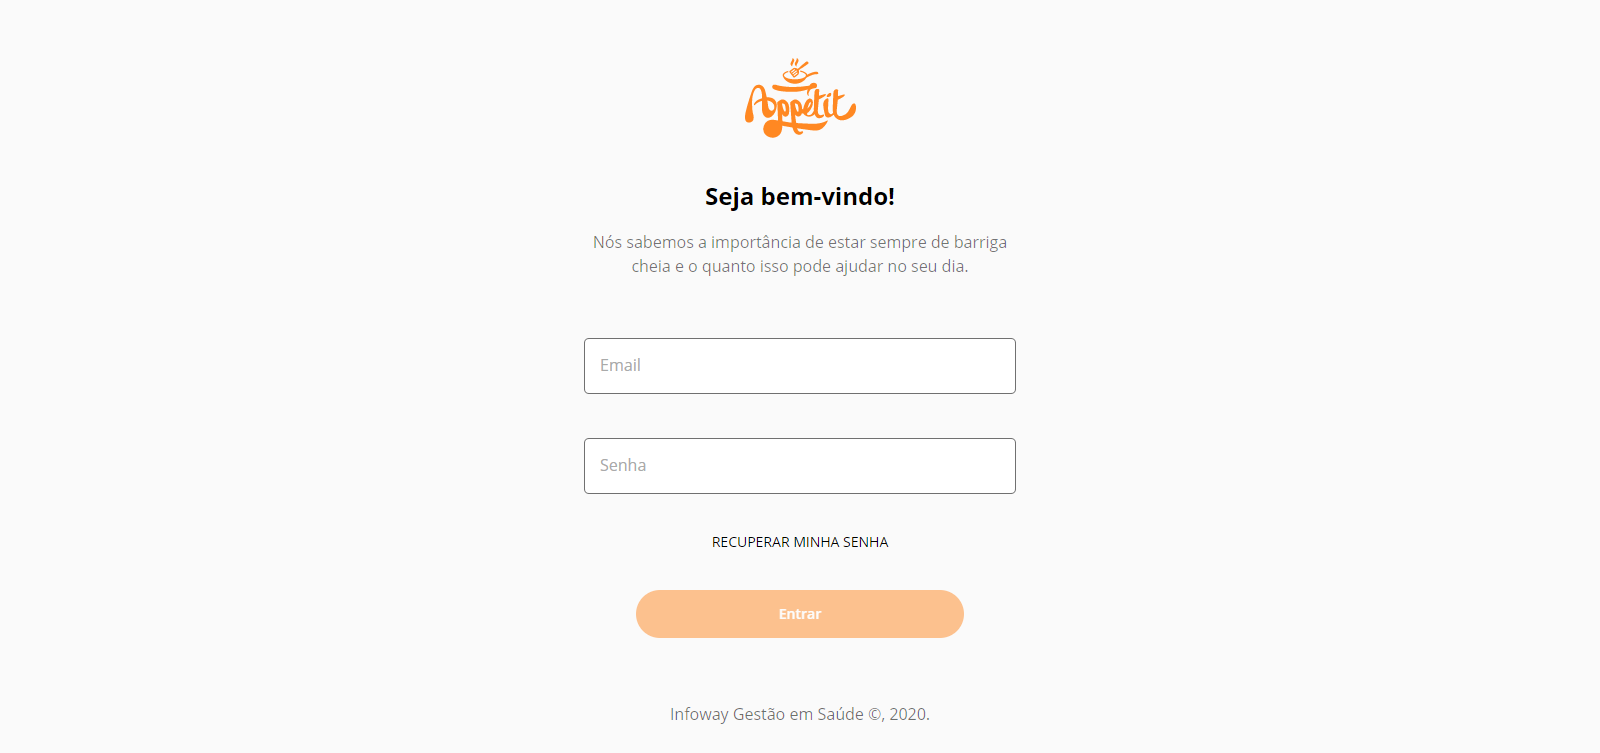 Appétit
Seja bem-vindo!
Nós sabemos a importância de estar sempre de barriga
cheia e o quanto isso pode ajudar no seu dia.
Email
Senha
RECUPERAR MINHA SENHA
Entrar
Infoway Gestão em Saúde ©, 2020.